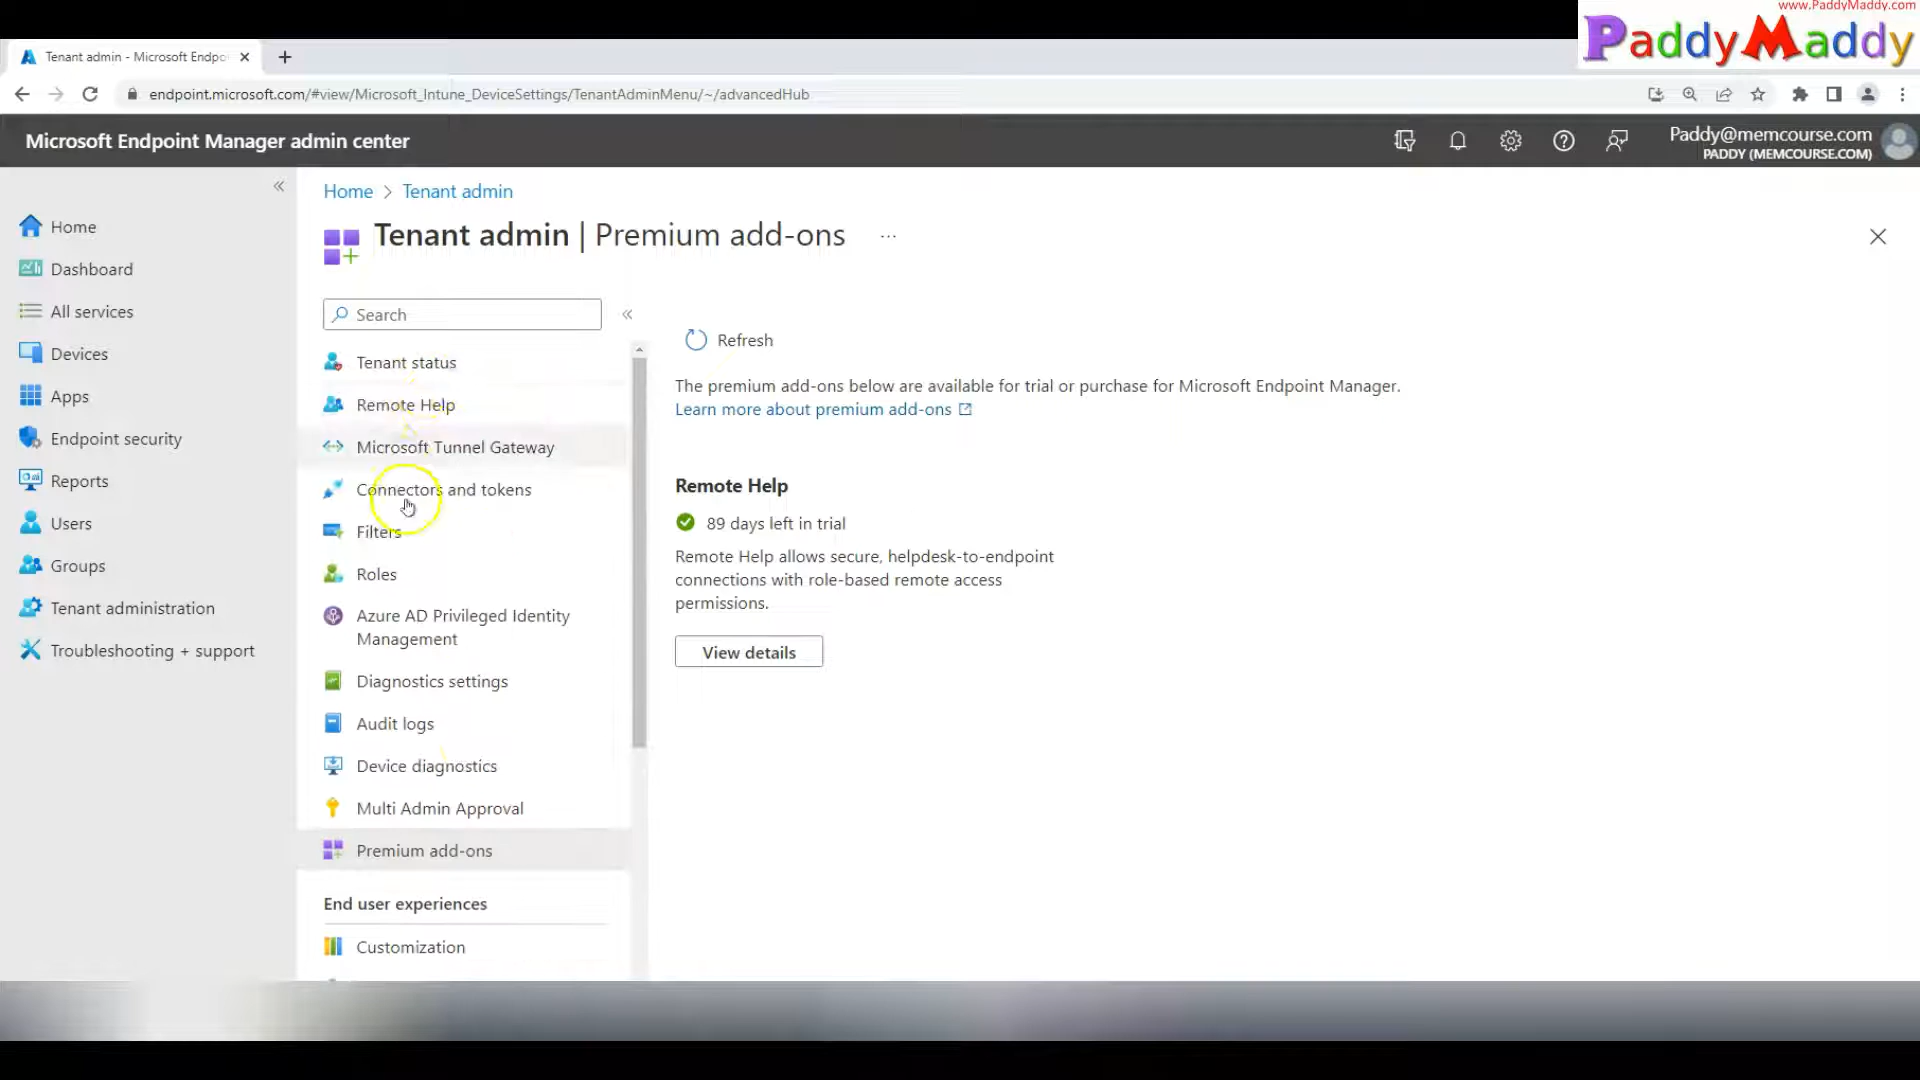 www.PaddyMaddy.com
PaddyMaddy
Tenant admin - Microsoft Endpo
endpoint.microsoft.com/#view/Microsoft_Intune_DeviceSettings/TenantAdminMenu/~/advancedHub
Microsoft Endpoint Manager admin center
Paddy@memcourse.com
PADDY (MEMCOURSE.COM)
Home > Tenant admin
Tenant admin | Premium add-ons ...
Home
Dashboard
All services
Devices
Apps
Endpoint security
Reports
Users
Groups
Tenant administration
Troubleshooting + support
Search
Tenant status
Remote Help
Microsoft Tunnel Gateway
Connectors and tokens
Filters
Roles
Azure AD Privileged Identity
Management
Diagnostics settings
Audit logs
Device diagnostics
Multi Admin Approval
Premium add-ons
End user experiences
Customization
Refresh
The premium add-ons below are available for trial or purchase for Microsoft Endpoint Manager.
Learn more about premium add-ons
Remote Help
89 days left in trial
Remote Help allows secure, helpdesk-to-endpoint
connections with role-based remote access
permissions.
View details